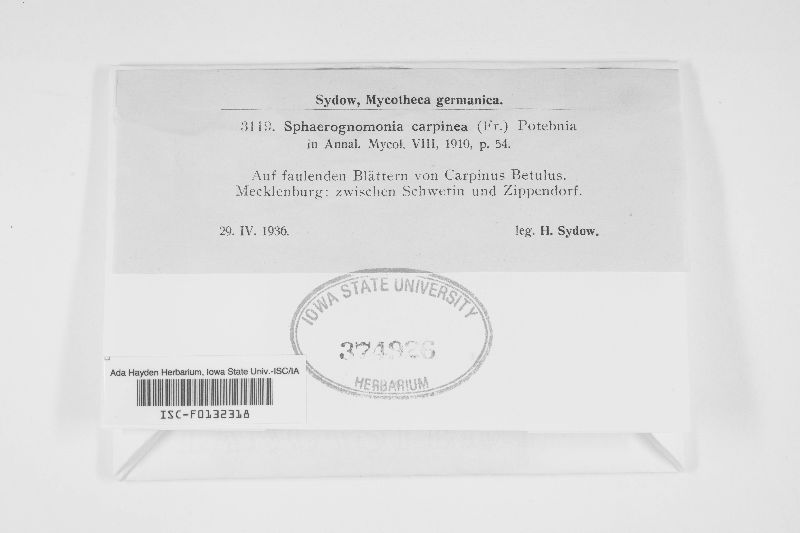 Sydow, Mycotheca germanica.
3119. Sphaerognomonia carpinea (Fr.) Potebnia
in Annal. Mycol. VIII, 1910, p. 54.
Auf faulenden Blättern von Carpinus Betulus.
Mecklenburg: zwischen Schwerin und Zippendorf.
29. IV. 1936.
leg. H. Sydow.
IOWA STATE UNIVERSITY
HERBARIUM
Ada Hayden Herbarium, Iowa State Univ.-ISC/IA
ISC-F0132318